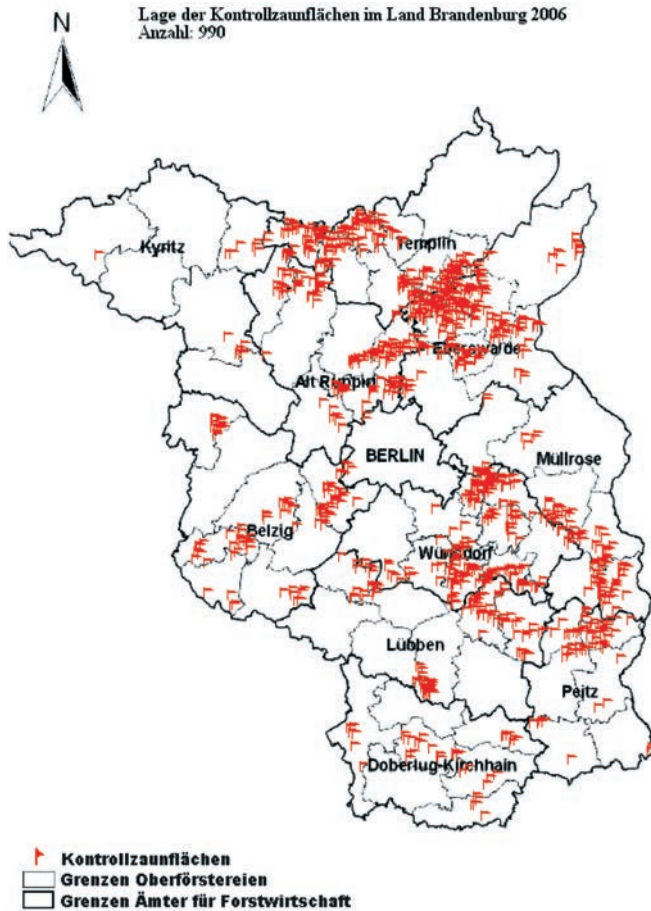 Lage der Kontrollzaunflächen im Land Brandenburg 2006
Anzahl: 990
N
Kyritz
Templin
Eberswalde
Alt Ruppin
BERLIN
Müllrose
Belzig
Wünsdorf
Lübben
Peitz
Doberlug-Kirchhain
Kontrollzaunflächen
Grenzen Oberförstereien
Grenzen Ämter für Forstwirtschaft